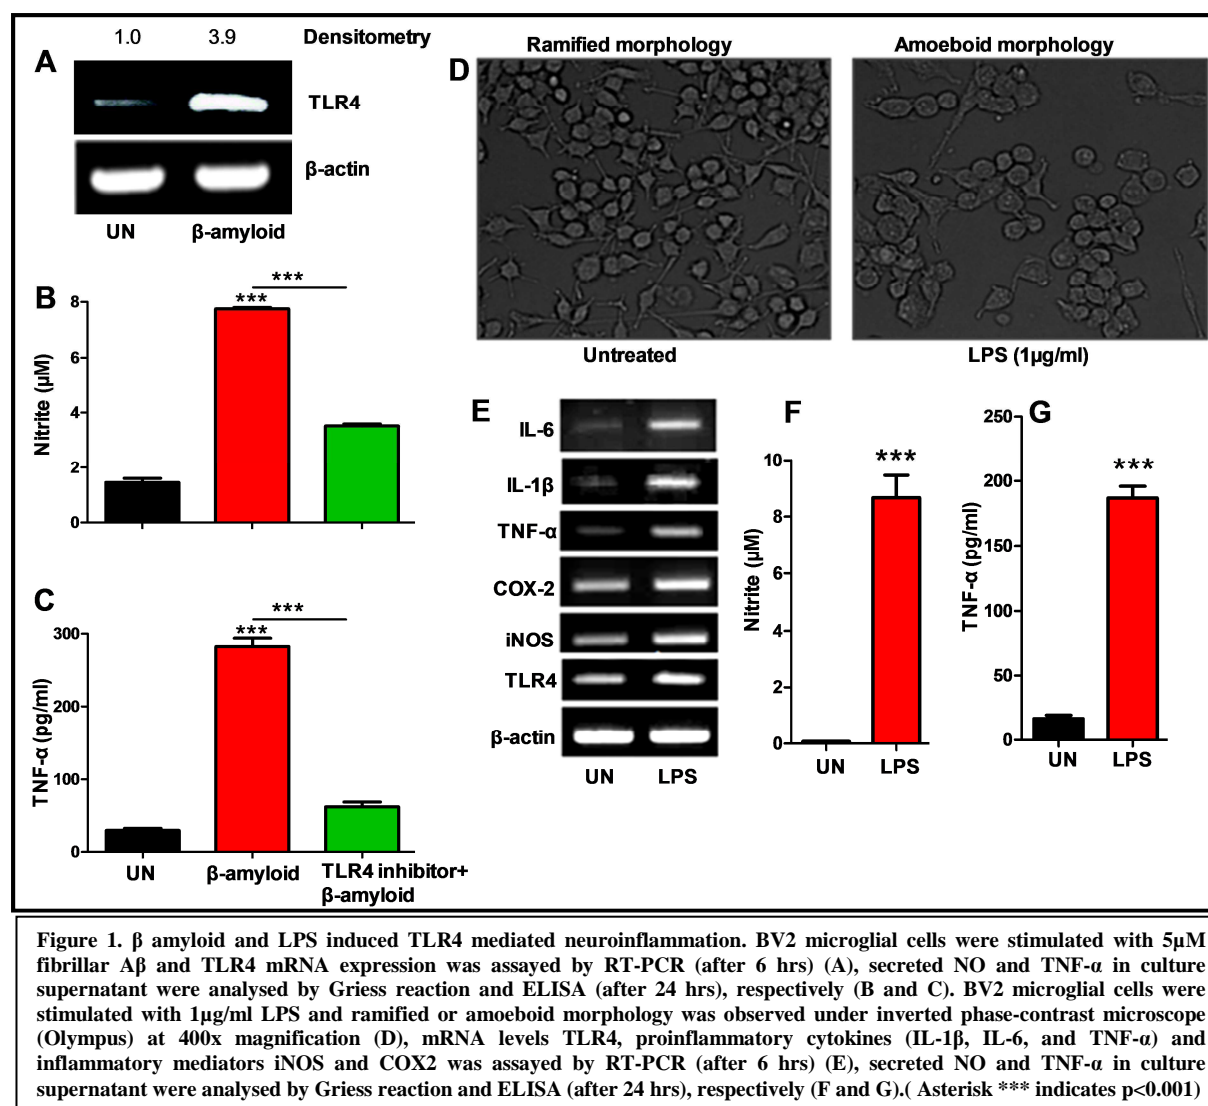 1.0 3.9 Densitometry
A
TLR4
β-actin
UN β-amyloid
D
Ramified morphology Amoeboid morphology
Untreated LPS (1µg/ml)
B
***
***
Nitrite (µM)
8
6
4
2
0
C
***
***
TNF-α (pg/ml)
300
200
100
0
UN β-amyloid TLR4 inhibitor+
β-amyloid
E
IL-6
IL-1β
TNF-α
COX-2
iNOS
TLR4
β-actin
UN LPS
F
***
Nitrite (µM)
10
8
6
4
2
0
UN LPS
G
***
TNF-α (pg/ml)
250
200
150
100
50
0
UN LPS
Figure 1. β amyloid and LPS induced TLR4 mediated neuroinflammation. BV2 microglial cells were stimulated with 5µM
fibrillar Aβ and TLR4 mRNA expression was assayed by RT-PCR (after 6 hrs) (A), secreted NO and TNF-α in culture
supernatant were analysed by Griess reaction and ELISA (after 24 hrs), respectively (B and C). BV2 microglial cells were
stimulated with 1µg/ml LPS and ramified or amoeboid morphology was observed under inverted phase-contrast microscope
(Olympus) at 400x magnification (D), mRNA levels TLR4, proinflammatory cytokines (IL-1β, IL-6, and TNF-α) and
inflammatory mediators iNOS and COX2 was assayed by RT-PCR (after 6 hrs) (E), secreted NO and TNF-α in culture
supernatant were analysed by Griess reaction and ELISA (after 24 hrs), respectively (F and G).( Asterisk *** indicates p<0.001)